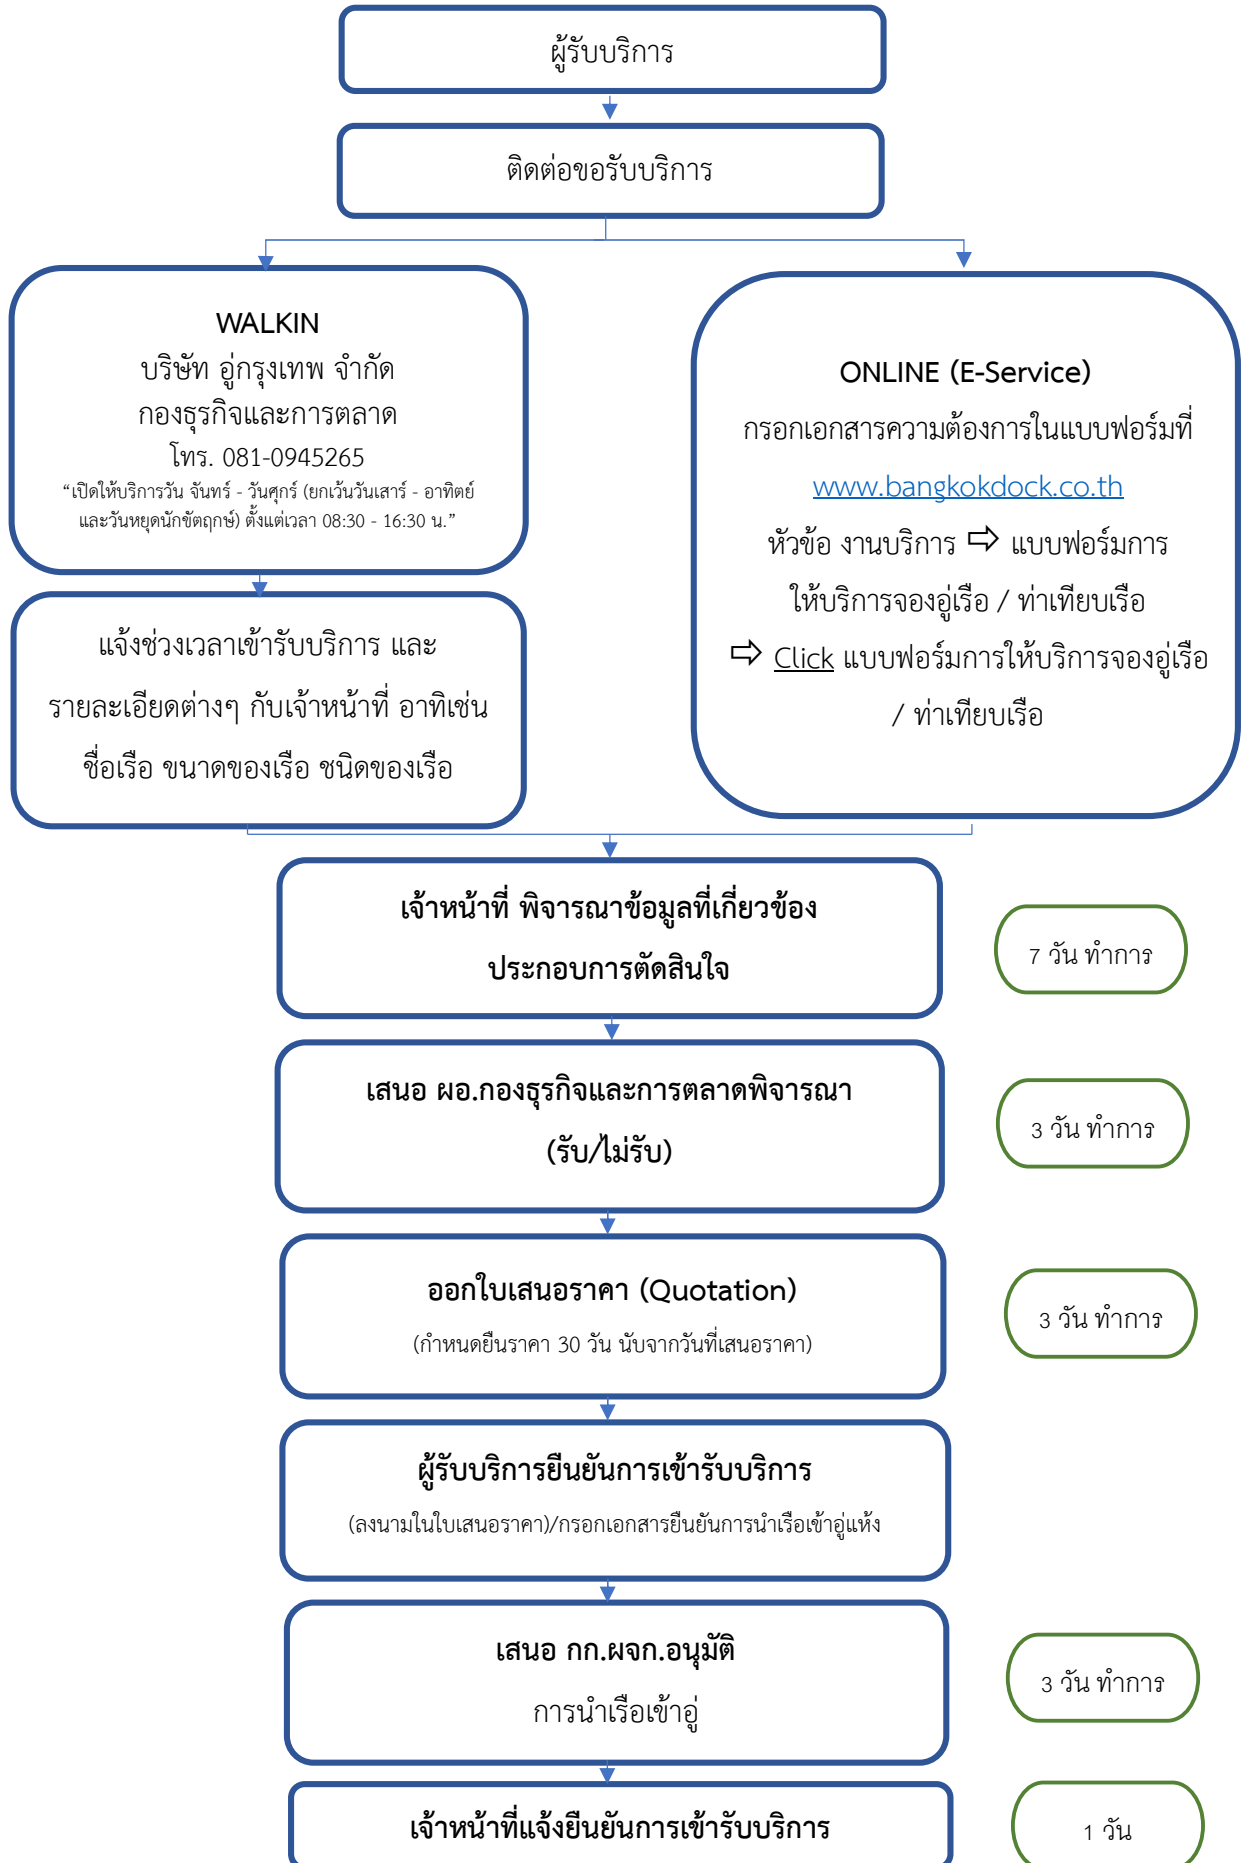 ผู้รับบริการ
ติดต่อขอรับบริการ
WALKIN
บริษัท อู่กรุงเทพ จำกัด
กองธุรกิจและการตลาด
โทร. 081-0945265
“เปิดให้บริการวัน จันทร์ - วันศุกร์ (ยกเว้นวันเสาร์ - อาทิตย์
และวันหยุดนักขัตฤกษ์) ตั้งแต่เวลา 08:30 - 16:30 น.”
แจ้งช่วงเวลาเข้ารับบริการ และ
รายละเอียดต่างๆ กับเจ้าหน้าที่ อาทิเช่น
ชื่อเรือ ขนาดของเรือ ชนิดของเรือ
ONLINE (E-Service)
กรอกเอกสารความต้องการในแบบฟอร์มที่
www.bangkokdock.co.th
หัวข้อ งานบริการ ⇨ แบบฟอร์มการ
ให้บริการจองอู่เรือ / ท่าเทียบเรือ
⇨ Click แบบฟอร์มการให้บริการจองอู่เรือ
/ ท่าเทียบเรือ
เจ้าหน้าที่ พิจารณาข้อมูลที่เกี่ยวข้อง
ประกอบการตัดสินใจ
7 วัน ทำการ
เสนอ ผอ.กองธุรกิจและการตลาดพิจารณา
(รับ/ไม่รับ)
3 วัน ทำการ
ออกใบเสนอราคา (Quotation)
(กำหนดยืนราคา 30 วัน นับจากวันที่เสนอราคา)
3 วัน ทำการ
ผู้รับบริการยืนยันการเข้ารับบริการ
(ลงนามในใบเสนอราคา)/กรอกเอกสารยืนยันการนำเรือเข้าอู่แห้ง
เสนอ กก.ผจก.อนุมัติ
การนำเรือเข้าอู่
3 วัน ทำการ
เจ้าหน้าที่แจ้งยืนยันการเข้ารับบริการ
1 วัน